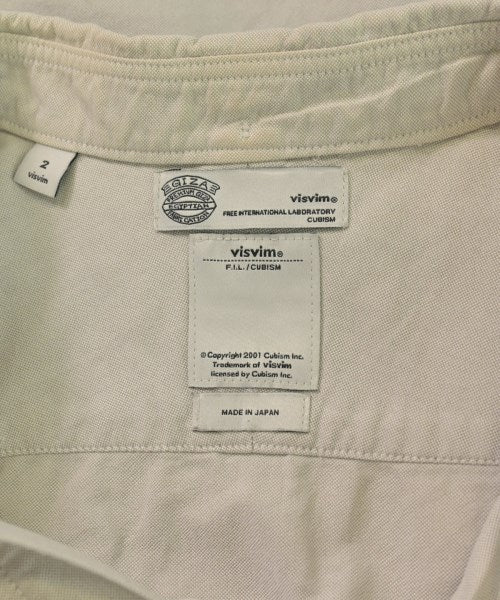 2
visvim
GIZA
EGYPTIAN
visvim®
FREE INTERNATIONAL LABORATORY
CUBISM
visvim®
F.I.L./CUBISM
© Copyright 2001 Cubism Inc.
Trademark of visvim
licensed by Cubism Inc.
MADE IN JAPAN